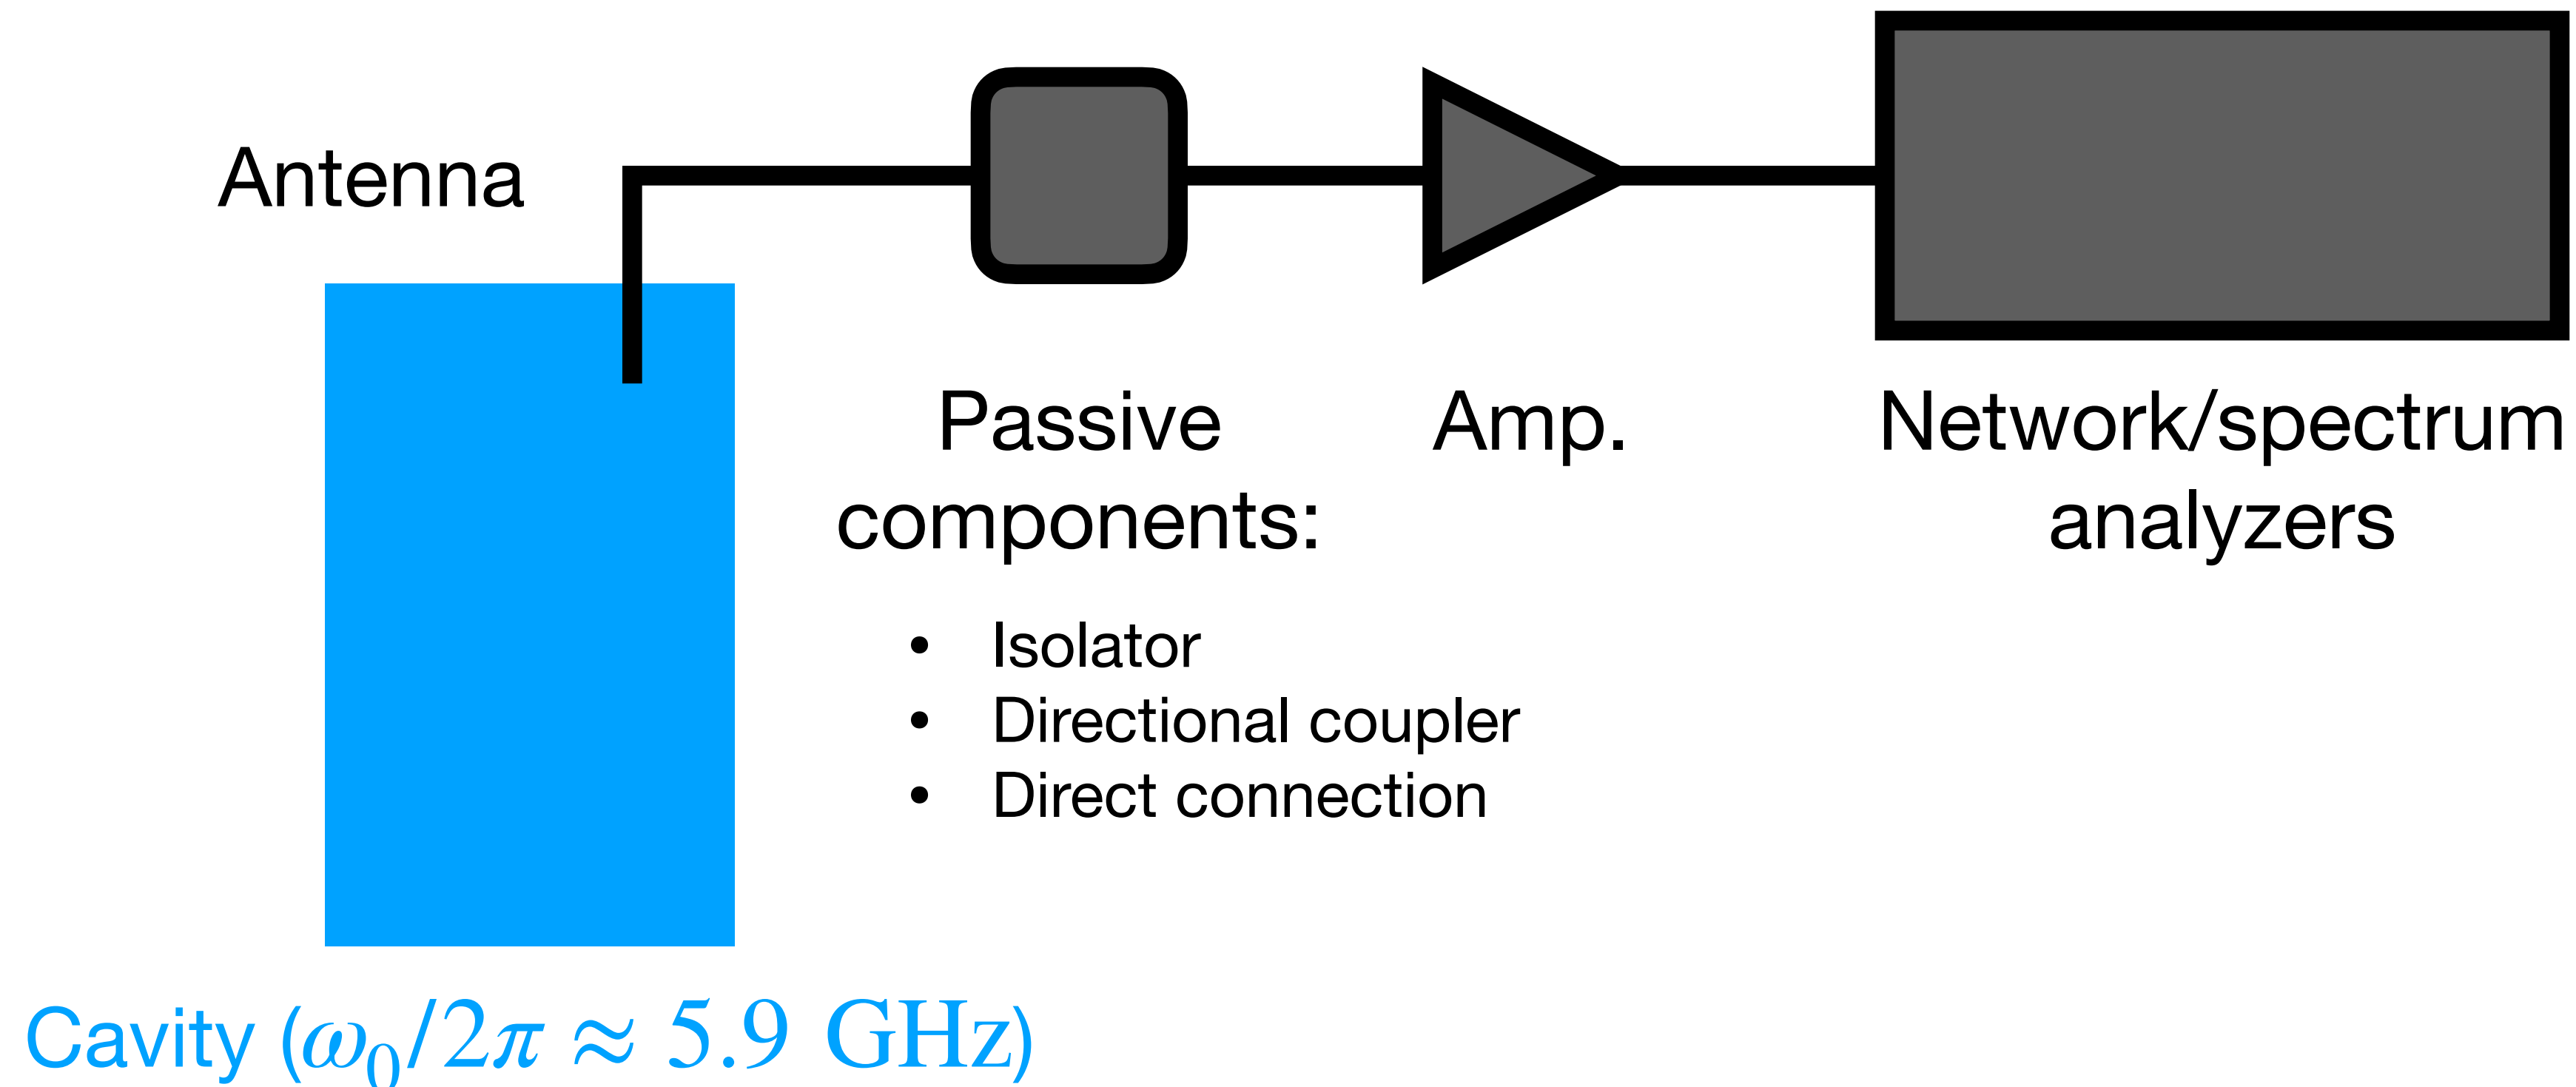 Antenna
Passive
components:
• Isolator
• Directional coupler
• Direct connection
Amp.
Network/spectrum
analyzers
Cavity (ω₀/2π ≈ 5.9 GHz)